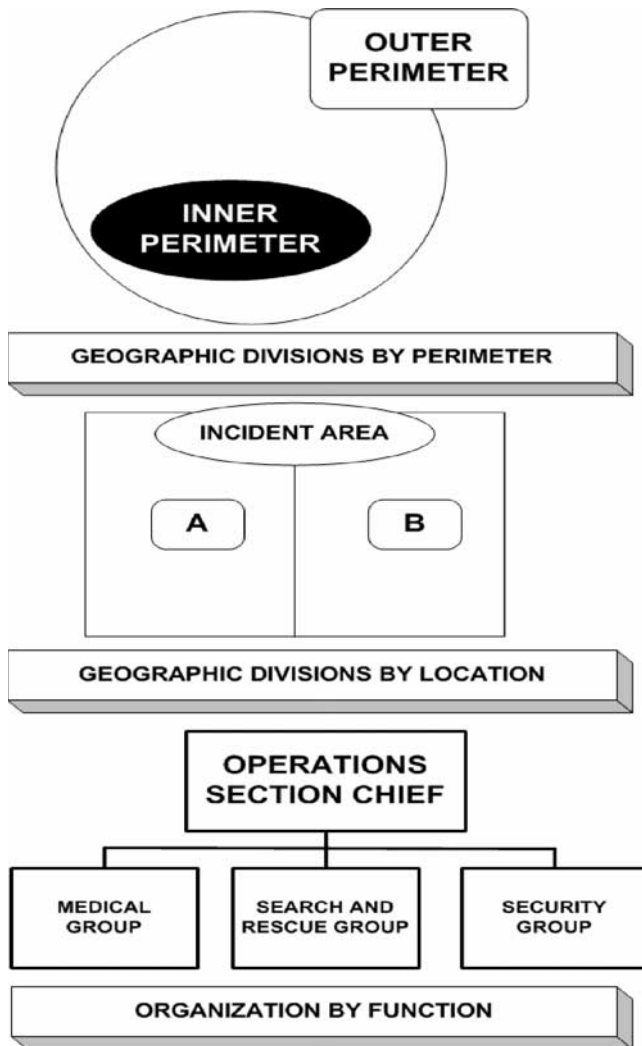 OUTER
PERIMETER
INNER
PERIMETER
GEOGRAPHIC DIVISIONS BY PERIMETER
INCIDENT AREA
A
B
GEOGRAPHIC DIVISIONS BY LOCATION
OPERATIONS
SECTION CHIEF
MEDICAL
GROUP
SEARCH AND
RESCUE GROUP
SECURITY
GROUP
ORGANIZATION BY FUNCTION